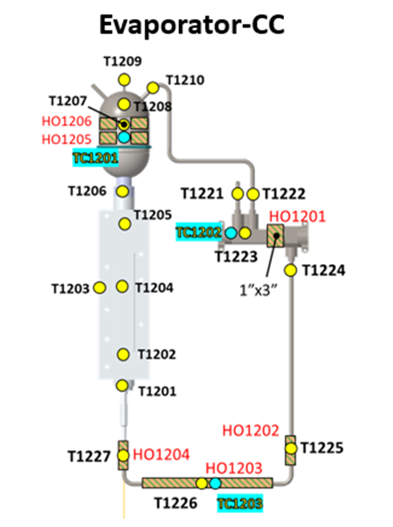 Evaporator-CC
T1209
T1210
T1207
T1208
HO1206
HO1205
TC1201
T1206
T1221
T1222
T1205
HO1201
TC1202
T1223
T1224
T1203
T1204
1”x3”
T1202
T1201
HO1202
T1227
HO1204
T1225
HO1203
T1226
TC1203